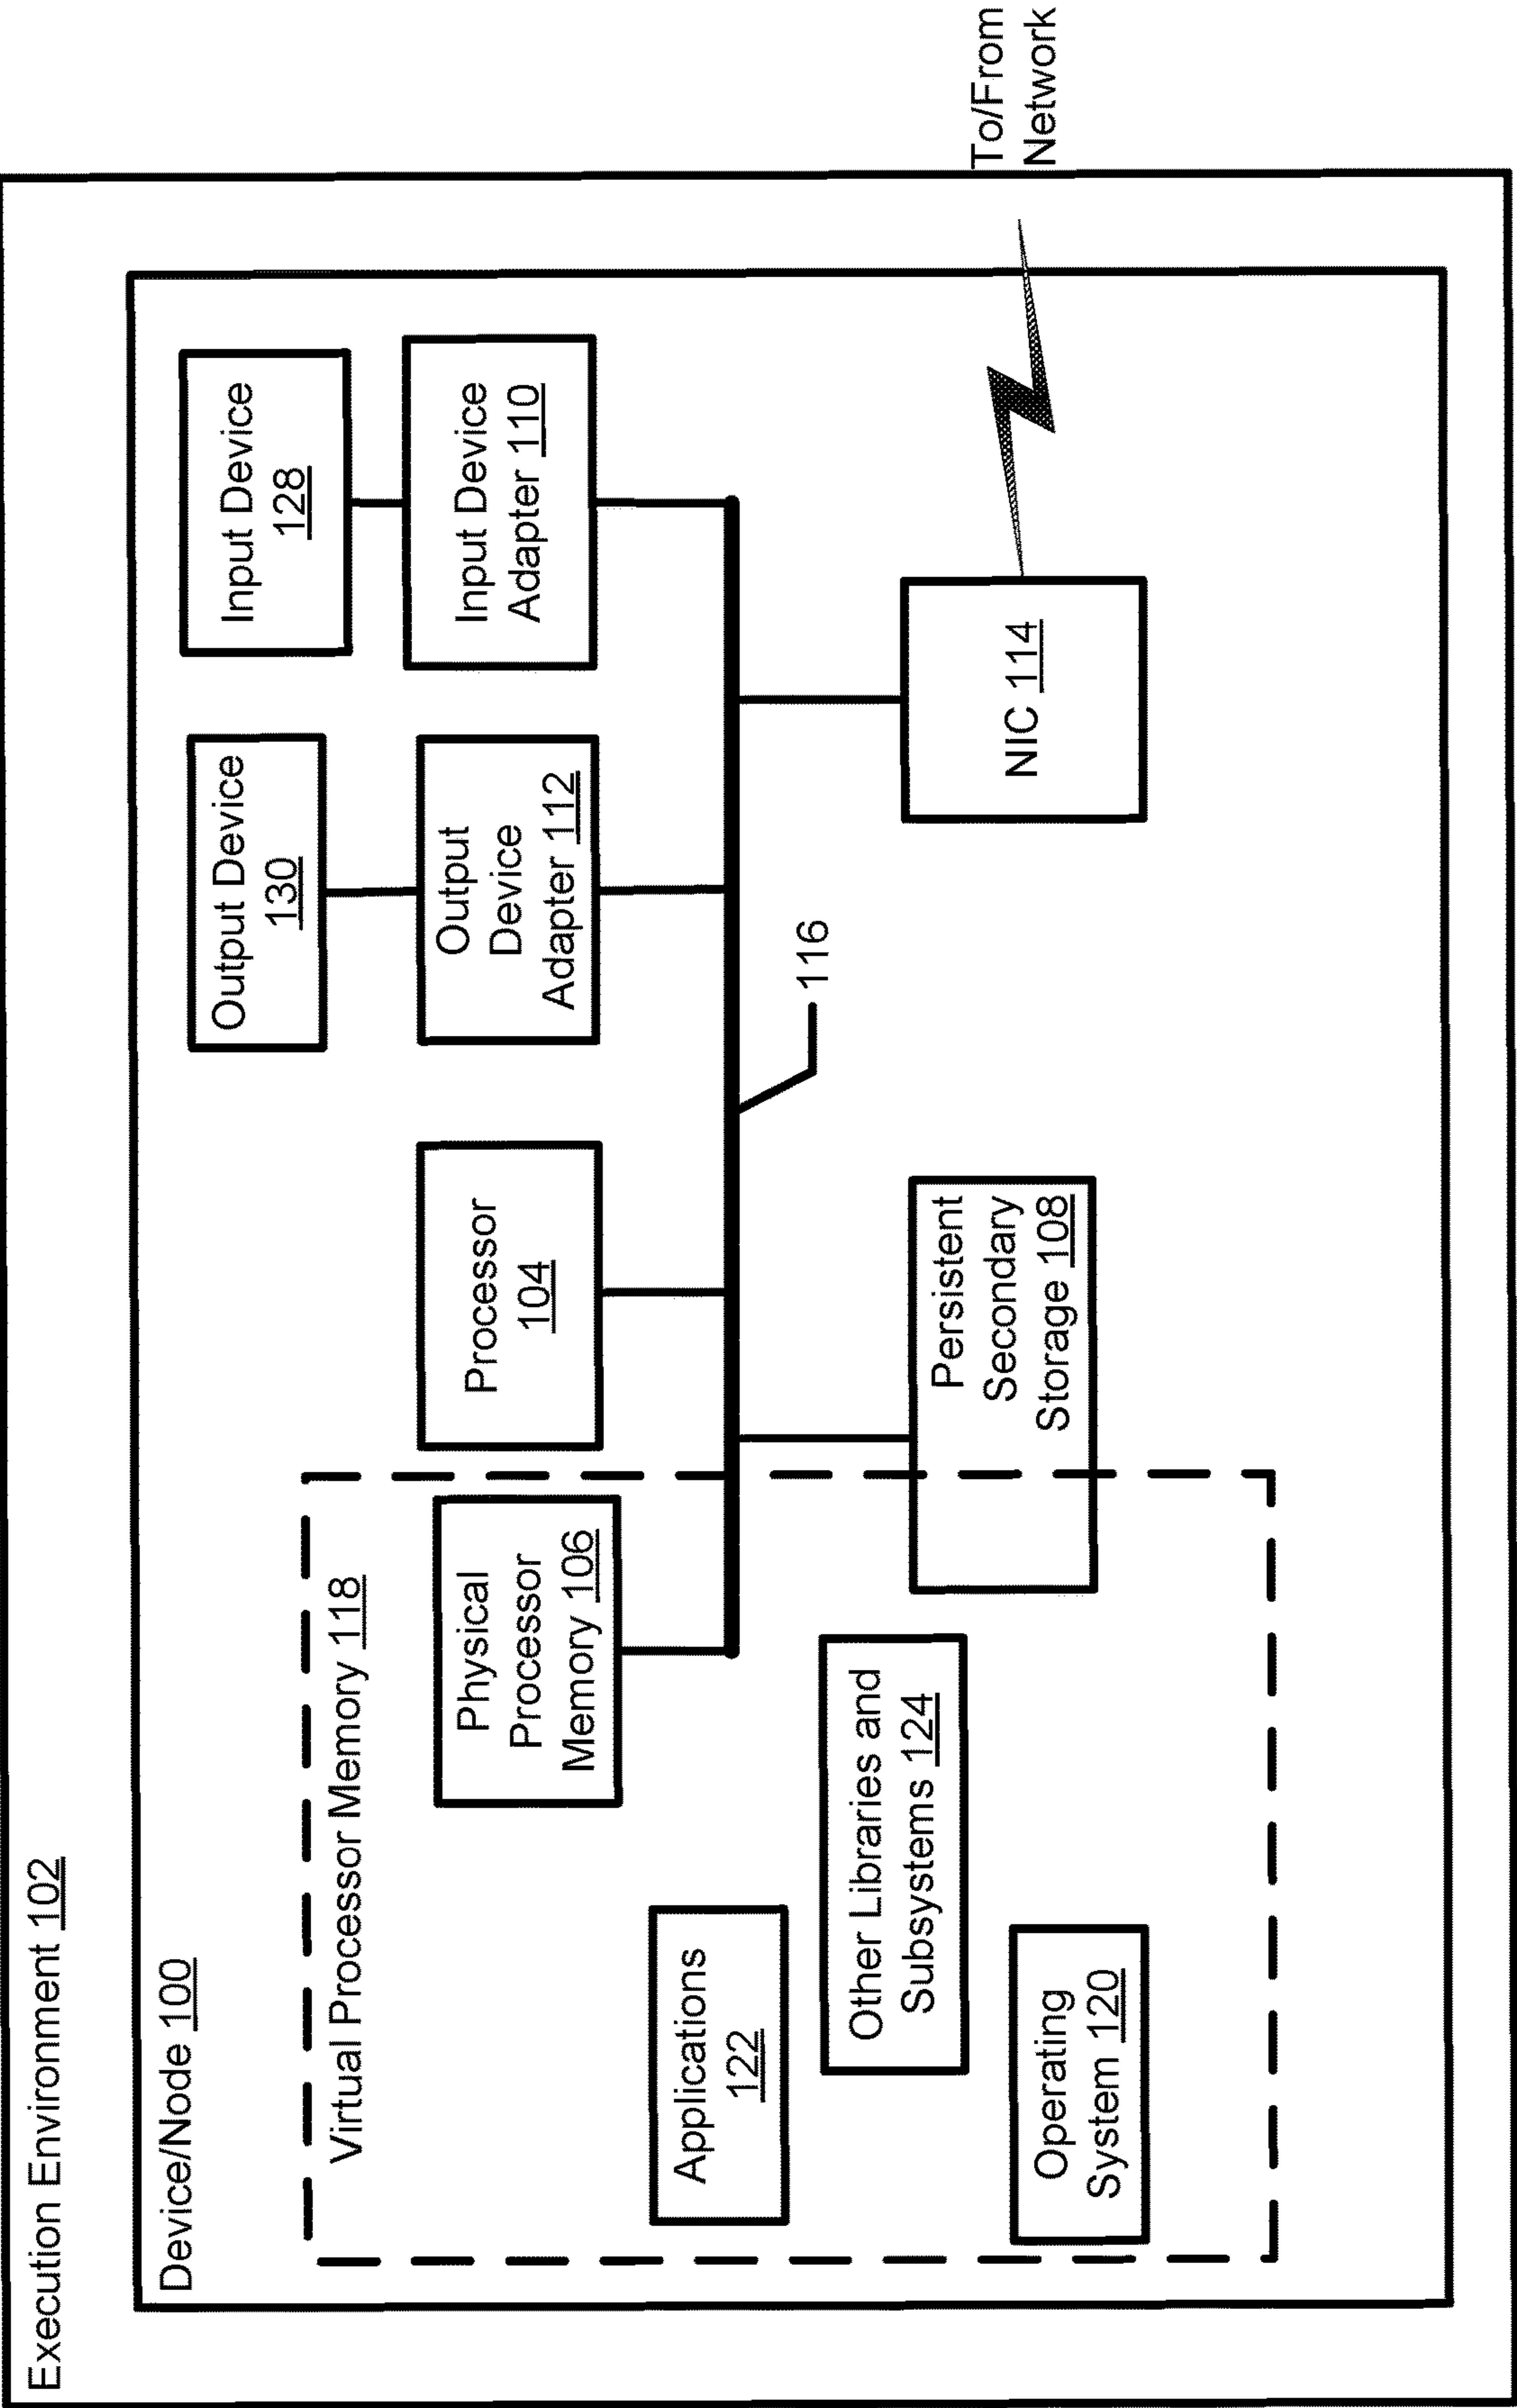 Execution Environment 102
Device/Node 100
Virtual Processor Memory 118
Output Device
130
Input Device
128
Physical
Processor
Memory 106
Processor
104
Output
Device
Adapter 112
Input Device
Adapter 110
Applications
122
116
Other Libraries and
Subsystems 124
Persistent
Secondary
Storage 108
NIC 114
Operating
System 120
To/From
Network